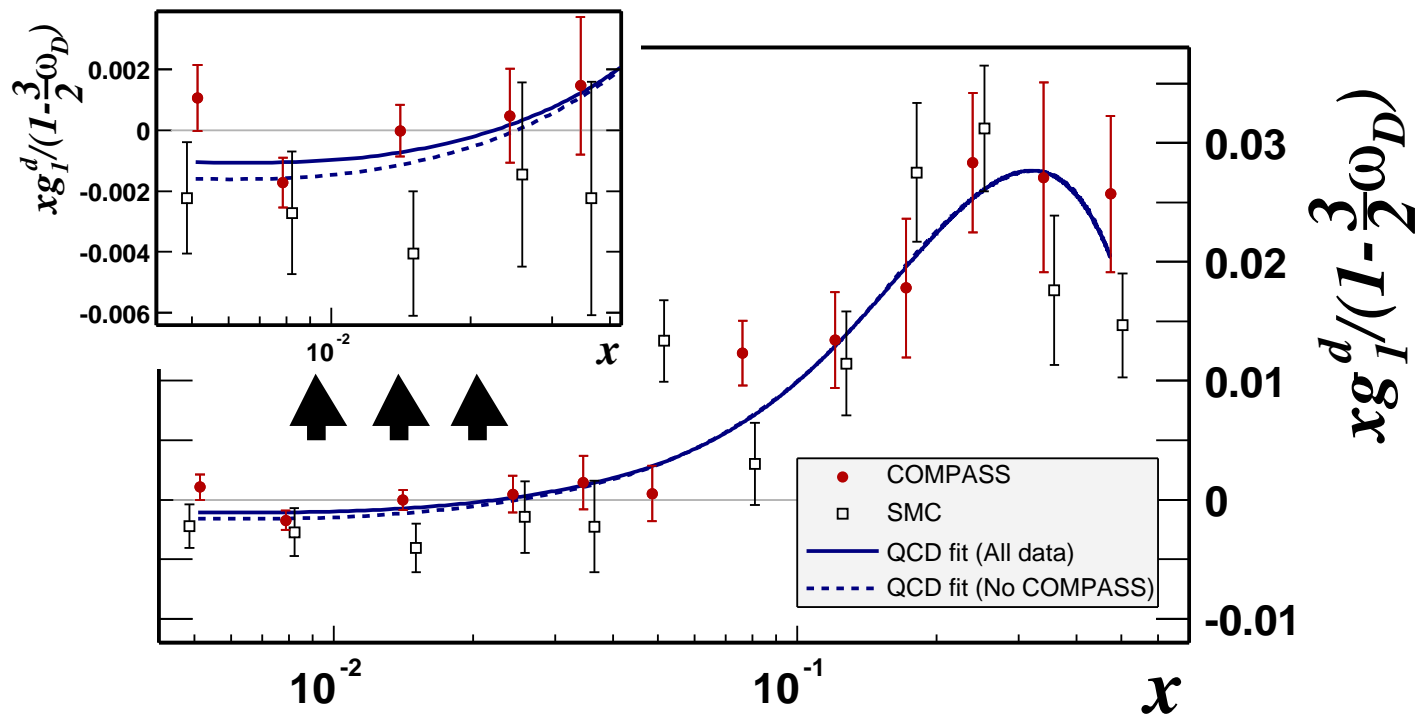 xg₁ᵈ/(1-3/2ω_D)
0.002
0
-0.002
-0.004
-0.006
10⁻²
x
xg₁ᵈ/(1-3/2ω_D)
0.03
0.02
0.01
0
-0.01
COMPASS
SMC
QCD fit (All data)
QCD fit (No COMPASS)
10⁻²
10⁻¹
x